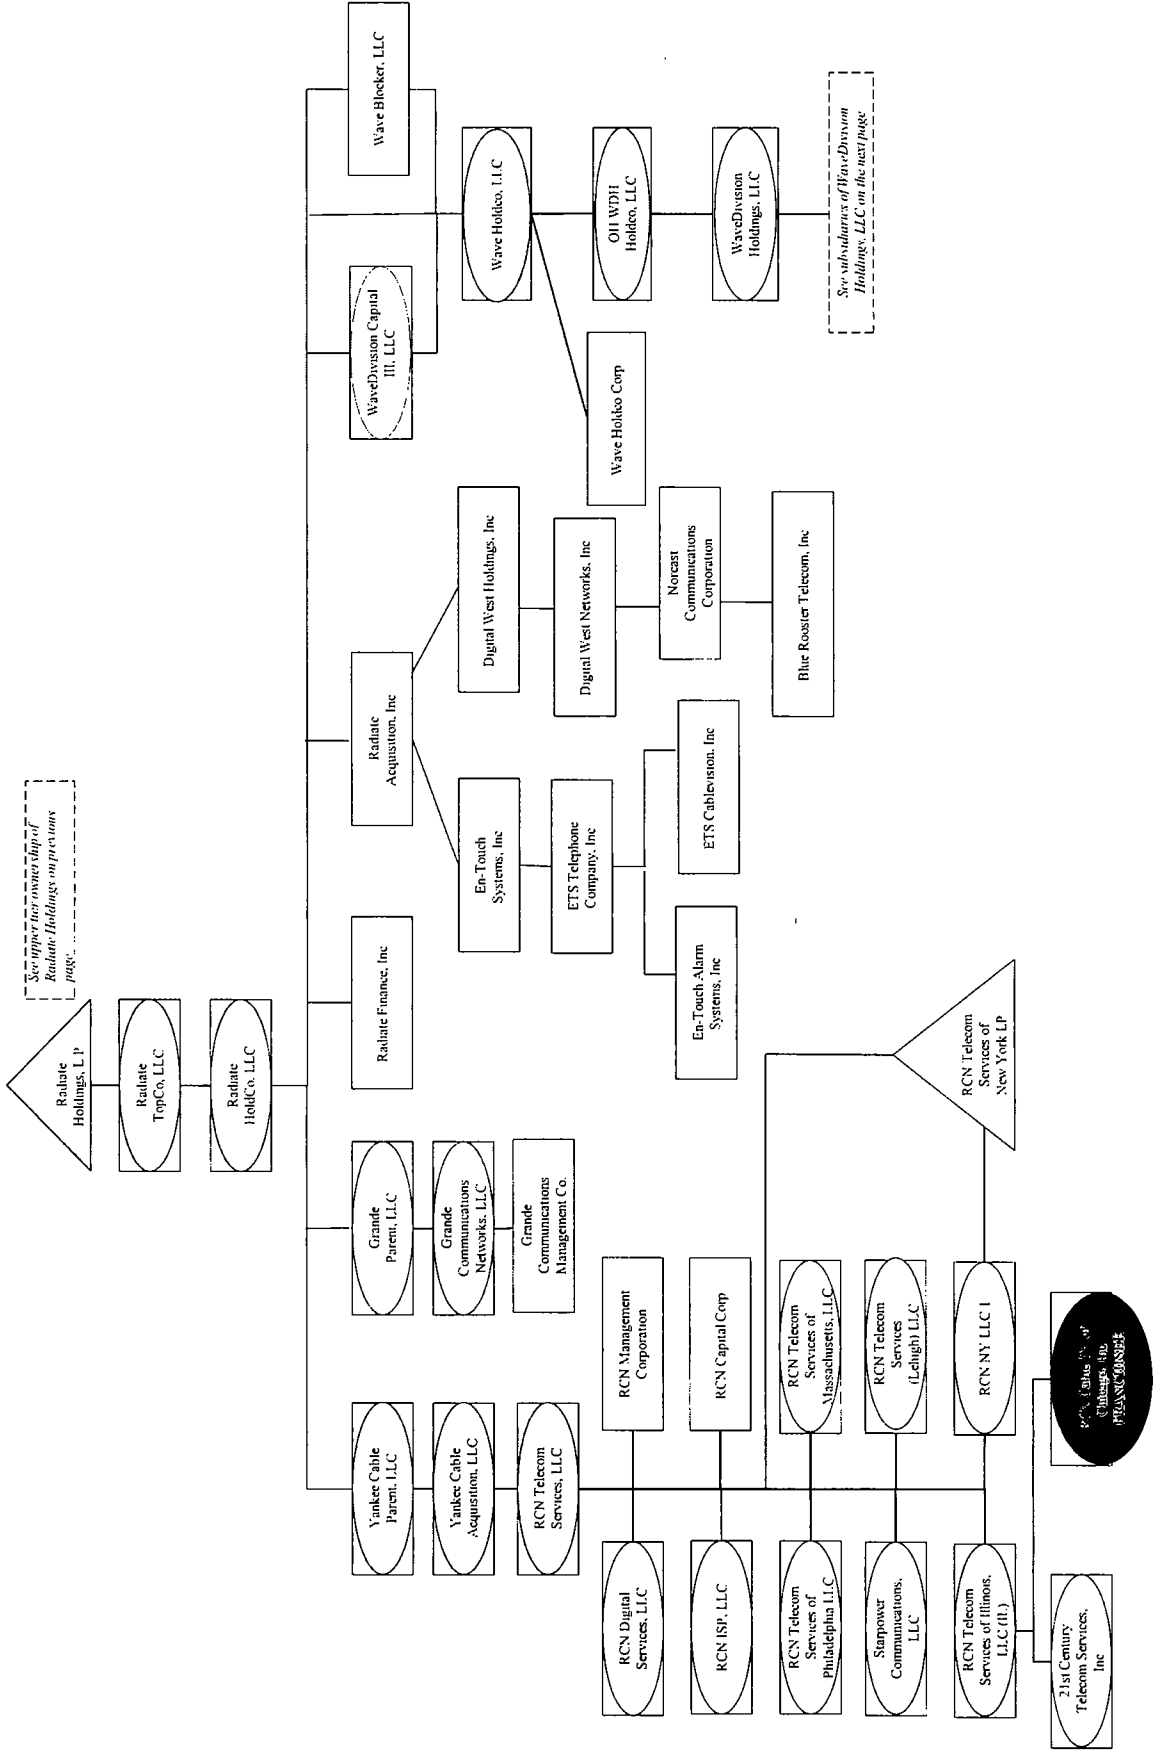 See upper tier ownership of
Radiate Holdings on previous
page.
Radiate
Holdings, L P
Radiate
TopCo, LLC
Radiate
HoldCo, LLC
Yankee Cable
Parent, LLC
Yankee Cable
Acquisition, LLC
RCN Telecom
Services, LLC
Grande
Parent, LLC
Grande
Communications
Networks, LLC
Grande
Communications
Management Co.
Radiate Finance, Inc
Radiate
Acquisition, Inc
WaveDivision Capital
III, LLC
Wave Blocker, LLC
En-Touch
Systems, Inc
ETS Telephone
Company, Inc
En-Touch Alarm
Systems, Inc
ETS Cablevision, Inc
Digital West Holdings, Inc
Digital West Networks, Inc
Norcast
Communications
Corporation
Blue Rooster Telecom, Inc
Wave Holdco, LLC
Wave Holdco Corp
OH WDH
Holdco, LLC
WaveDivision
Holdings, LLC
See subsidiaries of WaveDivision
Holdings, LLC on the next page
RCN Digital
Services, LLC
RCN Management
Corporation
RCN ISP, LLC
RCN Capital Corp
RCN Telecom
Services of
Philadelphia LLC
RCN Telecom
Services of
Massachusetts, LLC
Starpower
Communications,
LLC
RCN Telecom
Services
(Lehigh) LLC
RCN Telecom
Services of Illinois,
LLC (IL)
RCN NY LLC 1
RCN Telecom
Services of
New York LP
21st Century
Telecom Services,
Inc
of
Chicago, Inc